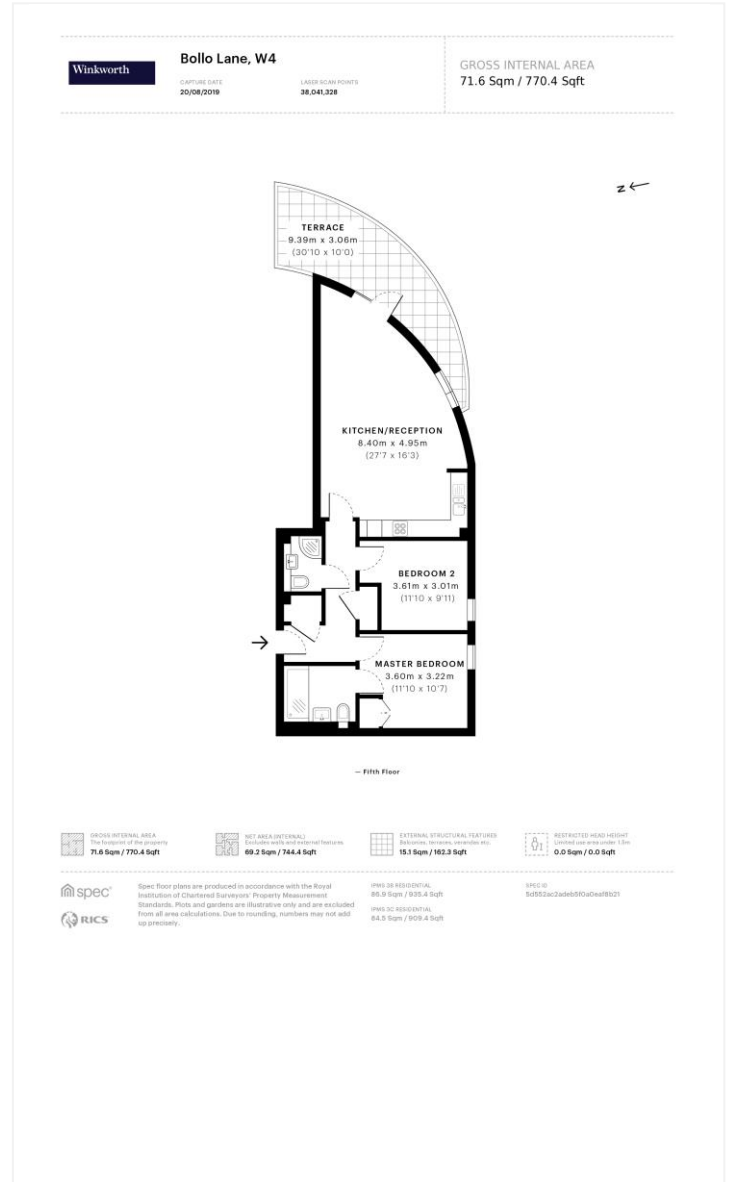 Winkworth
Bollo Lane, W4
CAPTURE DATE
20/08/2019
LASER SCAN POINTS
38,041,328
GROSS INTERNAL AREA
71.6 Sqm / 770.4 Sqft
N
TERRACE
9.39m x 3.06m
(30'10 x 10'0)
KITCHEN/RECEPTION
8.40m x 4.95m
(27'7 x 16'3)
BEDROOM 2
3.61m x 3.01m
(11'10 x 9'11)
MASTER BEDROOM
3.60m x 3.22m
(11'10 x 10'7)
— Fifth Floor
GROSS INTERNAL AREA
The footprint of the property
71.6 Sqm / 770.4 Sqft
NET AREA (INTERNAL)
Excludes walls and external features
69.2 Sqm / 744.4 Sqft
EXTERNAL STRUCTURAL FEATURES
Balconies, terraces, verandas etc.
15.1 Sqm / 162.3 Sqft
RESTRICTED HEAD HEIGHT
Limited use area under 1.5m
0.0 Sqm / 0.0 Sqft
spec
RICS
Spec floor plans are produced in accordance with the Royal
Institution of Chartered Surveyors' Property Measurement
Standards. Plots and gardens are illustrative only and are excluded
from all area calculations. Due to rounding, numbers may not add
up precisely.
IPMS 3B RESIDENTIAL
86.9 Sqm / 935.4 Sqft
IPMS 3C RESIDENTIAL
84.5 Sqm / 909.4 Sqft
SPEC ID